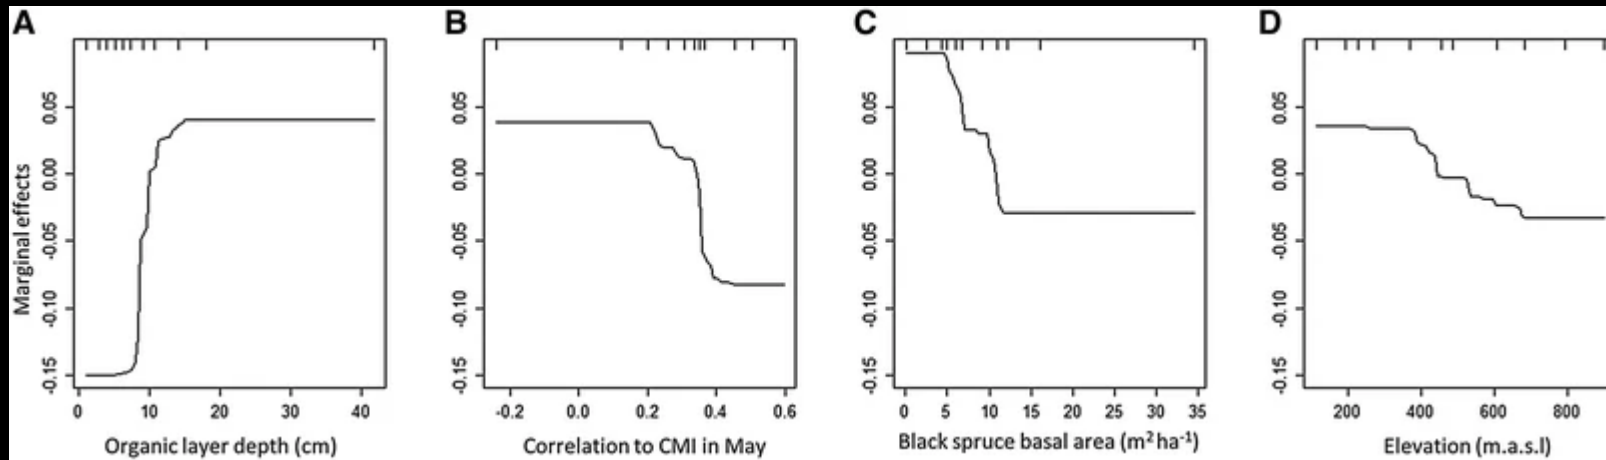 A
B
C
D
Marginal effects
0.05
0.00
-0.05
-0.10
-0.15
0.05
0.00
-0.05
-0.10
-0.15
0.05
0.00
-0.05
-0.10
-0.15
0.05
0.00
-0.05
-0.10
-0.15
0 10 20 30 40
-0.2 0.0 0.2 0.4 0.6
0 5 10 15 20 25 30 35
200 400 600 800
Organic layer depth (cm)
Correlation to CMI in May
Black spruce basal area (m² ha⁻¹)
Elevation (m.a.s.l)